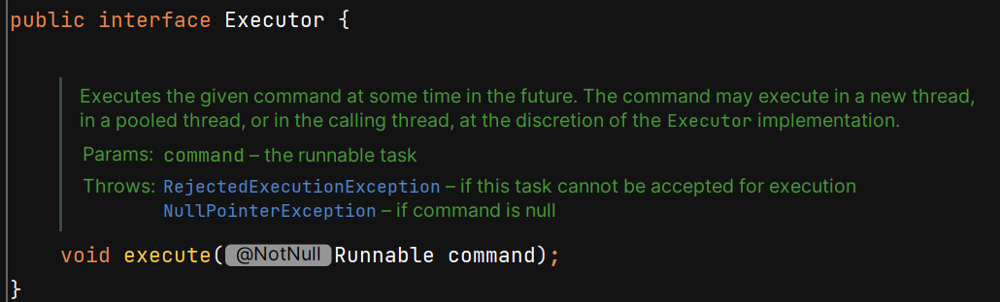 public interface Executor {
Executes the given command at some time in the future. The command may execute in a new thread,
in a pooled thread, or in the calling thread, at the discretion of the Executor implementation.
Params: command – the runnable task
Throws: RejectedExecutionException – if this task cannot be accepted for execution
NullPointerException – if command is null
void execute( @NotNull Runnable command);
}